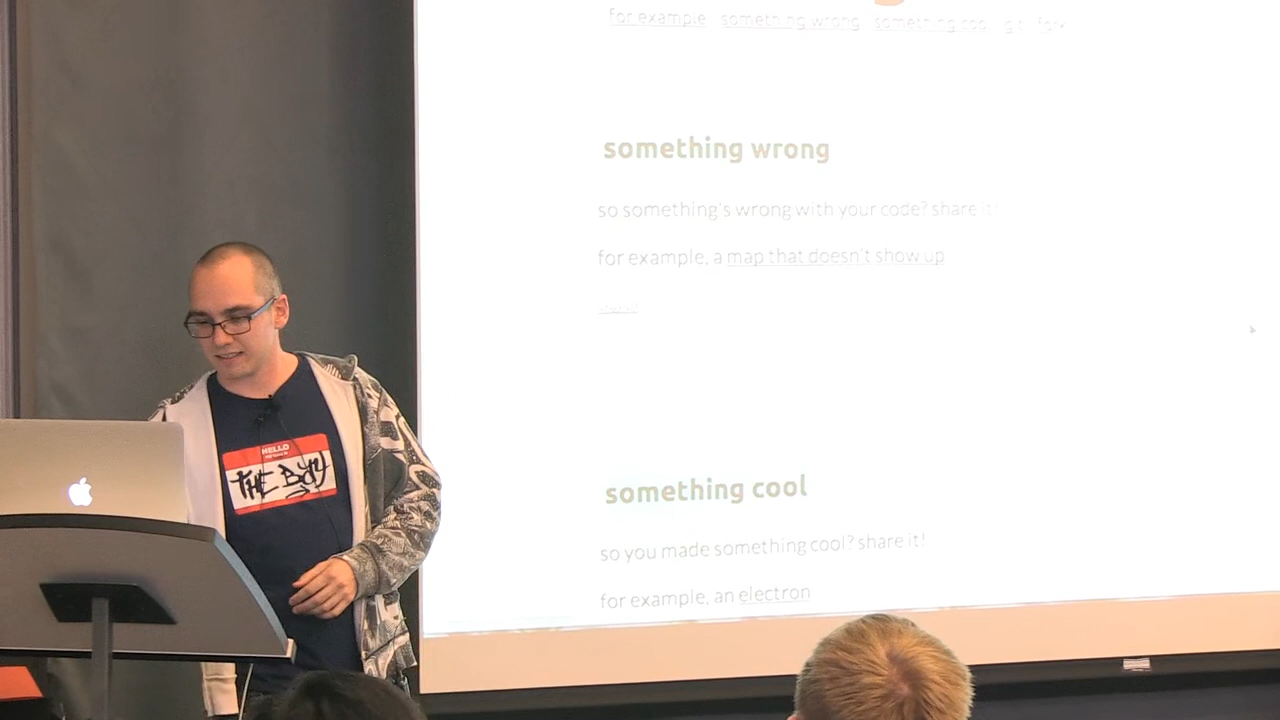 for example something wrong something cool git fork
something wrong
so something's wrong with your code? share it!
for example, a map that doesn't show up
something cool
so you made something cool? share it!
for example, an electron
HELLO
THE BAY